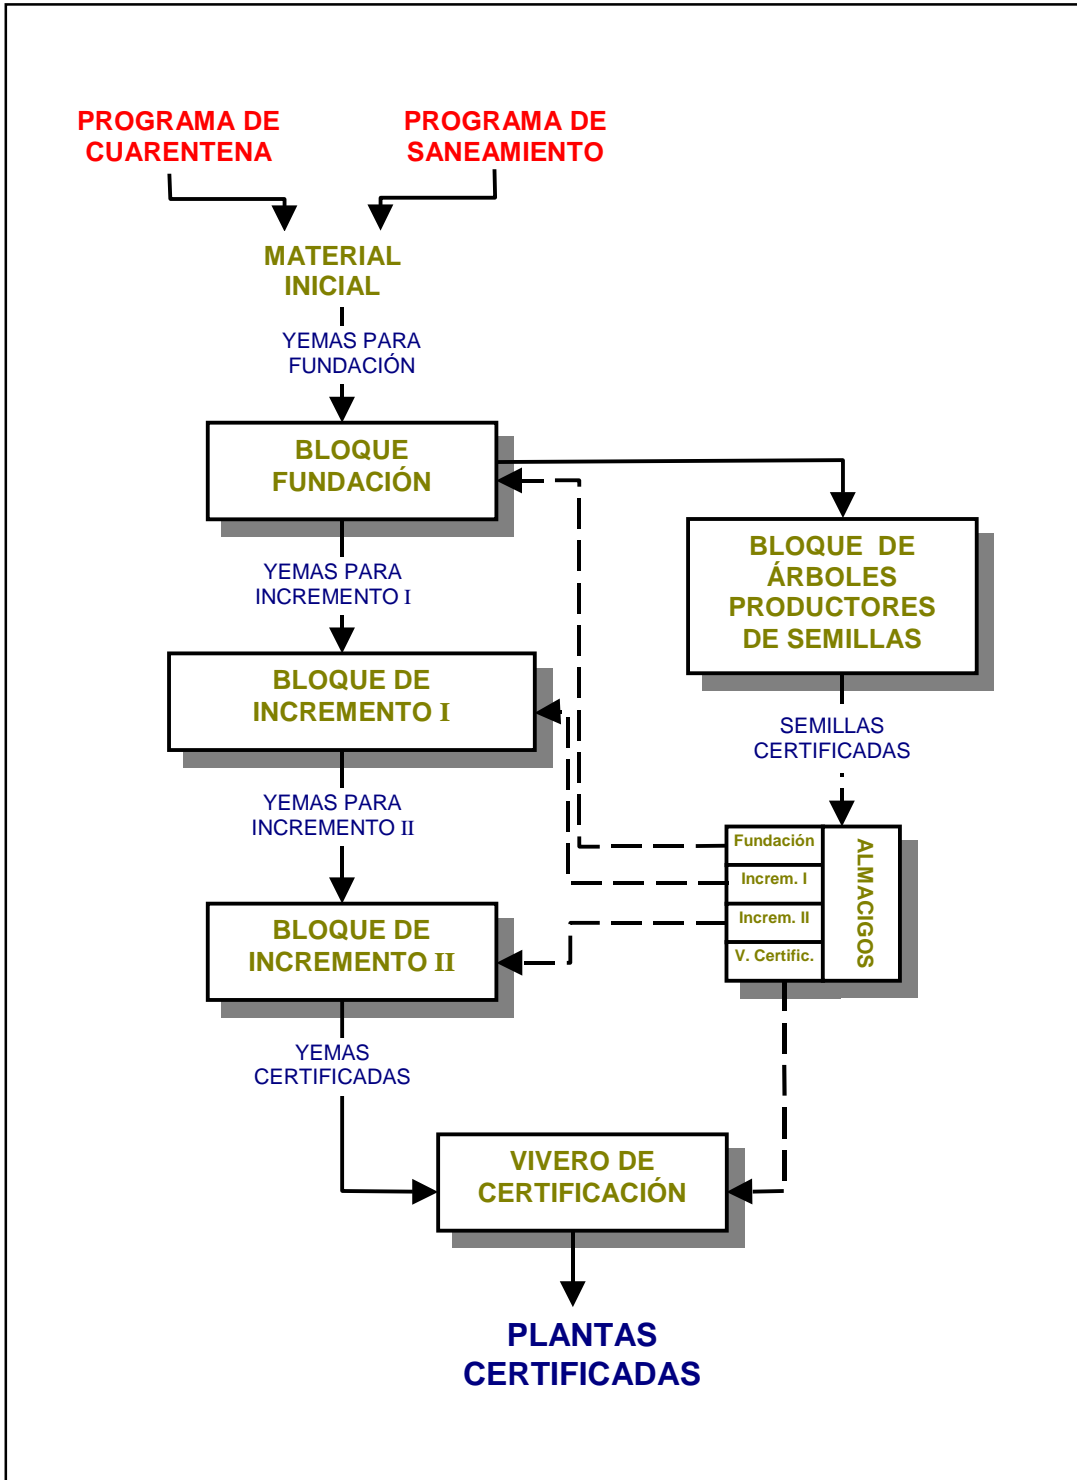 PROGRAMA DE
CUARENTENA
PROGRAMA DE
SANEAMIENTO
MATERIAL
INICIAL
YEMAS PARA
FUNDACIÓN
BLOQUE
FUNDACIÓN
YEMAS PARA
INCREMENTO I
BLOQUE DE
ÁRBOLES
PRODUCTORES
DE SEMILLAS
BLOQUE DE
INCREMENTO I
SEMILLAS
CERTIFICADAS
YEMAS PARA
INCREMENTO II
Fundación
Increm. I
Increm. II
V. Certific.
ALMACIGOS
BLOQUE DE
INCREMENTO II
YEMAS
CERTIFICADAS
VIVERO DE
CERTIFICACIÓN
PLANTAS
CERTIFICADAS